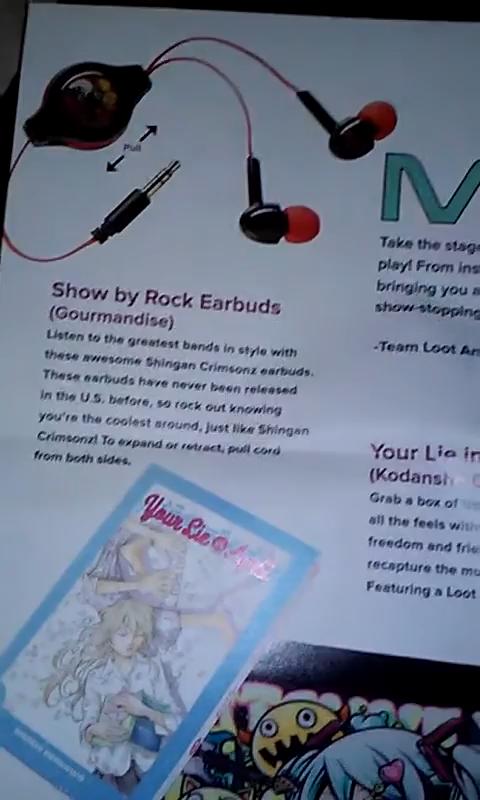 Pull
M
Take the stag
play! From ins
bringing you a
show-stopping
-Team Loot An
Show by Rock Earbuds
(Gourmandise)
Listen to the greatest bands in style with
these awesome Shingan Crimsonz earbuds.
These earbuds have never been released
in the U.S. before, so rock out knowing
you're the coolest around, just like Shingan
Crimsonz! To expand or retract, pull cord
from both sides.
Your Lie in
(Kodansh
Grab a box of
all the feels with
freedom and frie
recapture the mu
Featuring a Loot
Your Lie in April